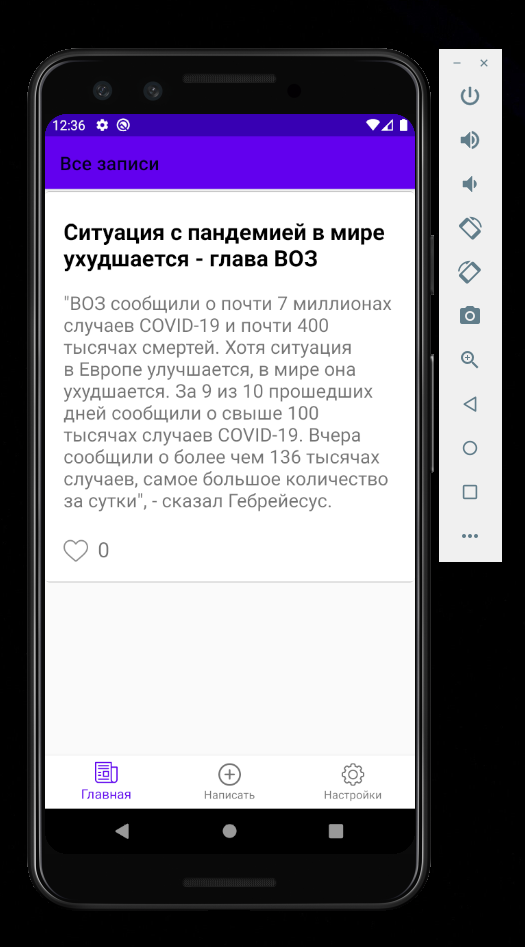 12:36
Все записи
Ситуация с пандемией в мире
ухудшается - глава ВОЗ
"ВОЗ сообщили о почти 7 миллионах
случаев COVID-19 и почти 400
тысячах смертей. Хотя ситуация
в Европе улучшается, в мире она
ухудшается. За 9 из 10 прошедших
дней сообщили о свыше 100
тысячах случаев COVID-19. Вчера
сообщили о более чем 136 тысячах
случаев, самое большое количество
за сутки", - сказал Гебрейесус.
0
Главная Написать Настройки